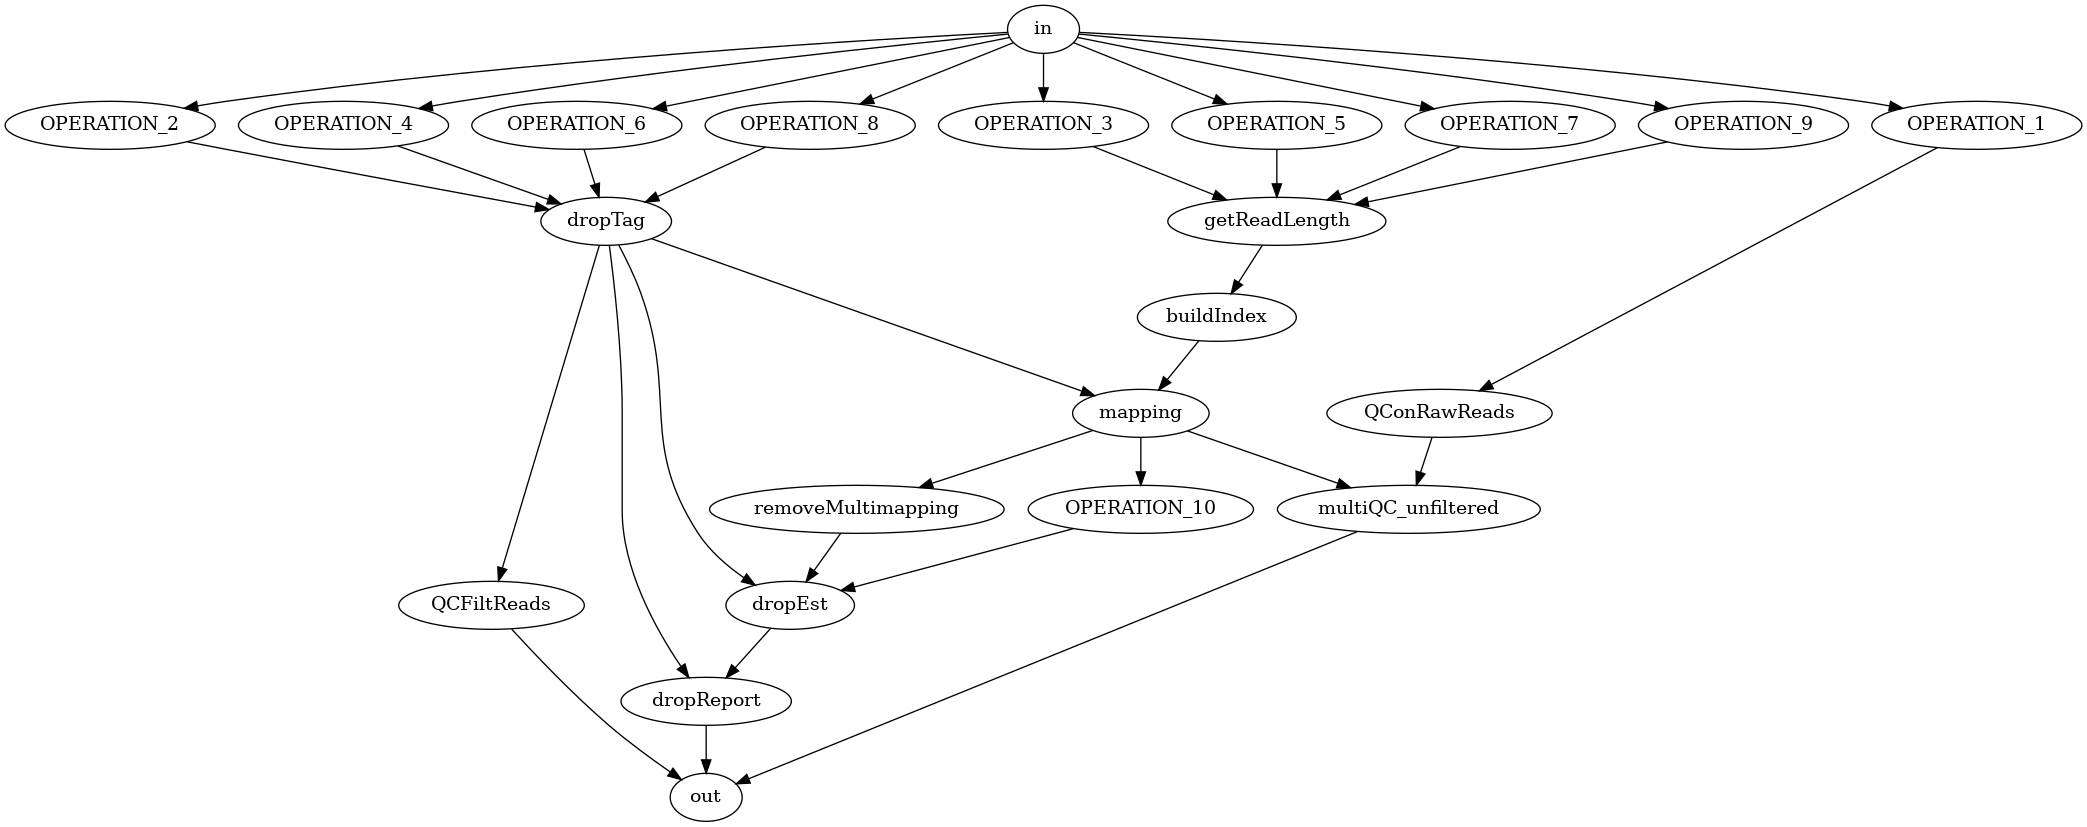 in
OPERATION_2
OPERATION_4
OPERATION_6
OPERATION_8
OPERATION_3
OPERATION_5
OPERATION_7
OPERATION_9
OPERATION_1
dropTag
getReadLength
buildIndex
mapping
QConRawReads
removeMultimapping
OPERATION_10
multiQC_unfiltered
QCFiltReads
dropEst
dropReport
out